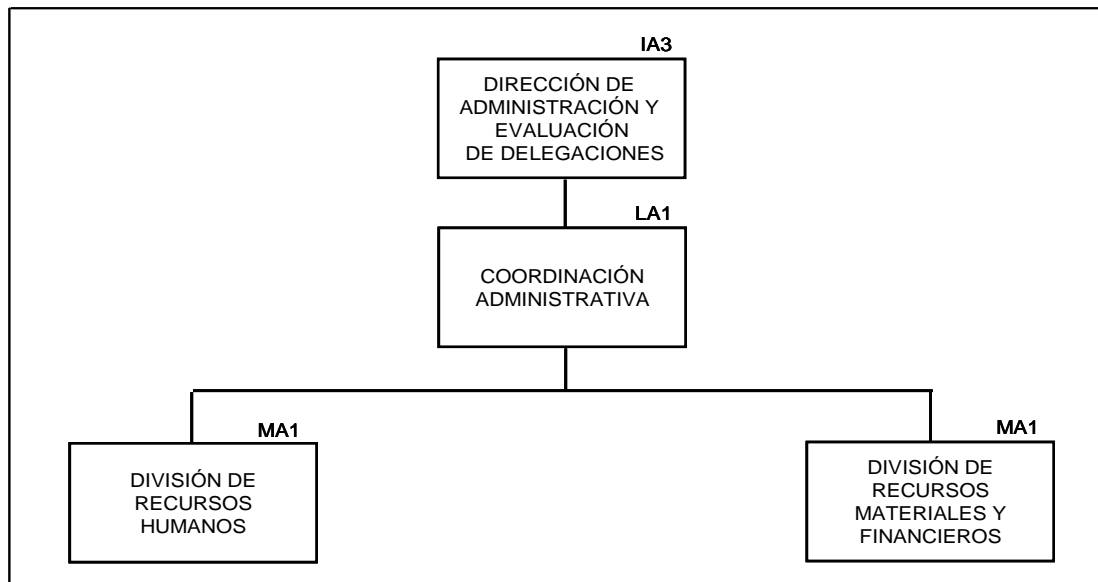 IA3
DIRECCIÓN DE
ADMINISTRACIÓN Y
EVALUACIÓN
DE DELEGACIONES
LA1
COORDINACIÓN
ADMINISTRATIVA
MA1
DIVISIÓN DE
RECURSOS
HUMANOS
MA1
DIVISIÓN DE
RECURSOS
MATERIALES Y
FINANCIEROS